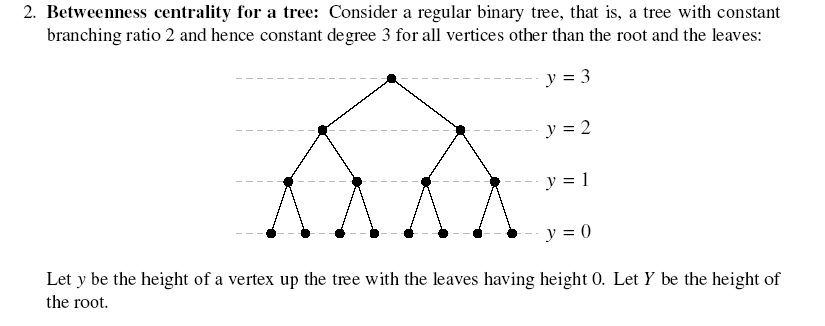 2. Betweenness centrality for a tree: Consider a regular binary tree, that is, a tree with constant
branching ratio 2 and hence constant degree 3 for all vertices other than the root and the leaves:
y = 3
y = 2
y = 1
y = 0
Let y be the height of a vertex up the tree with the leaves having height 0. Let Y be the height of
the root.